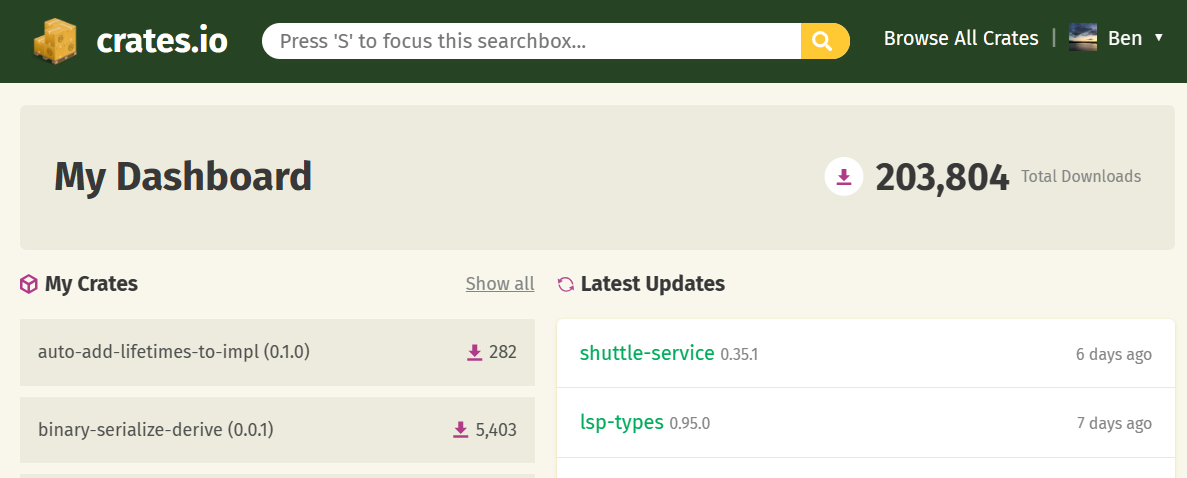 crates.io
Press 'S' to focus this searchbox...
Browse All Crates | Ben ▼
My Dashboard
203,804 Total Downloads
My Crates
Show all
auto-add-lifetimes-to-impl (0.1.0) 282
binary-serialize-derive (0.0.1) 5,403
Latest Updates
shuttle-service 0.35.1 6 days ago
lsp-types 0.95.0 7 days ago